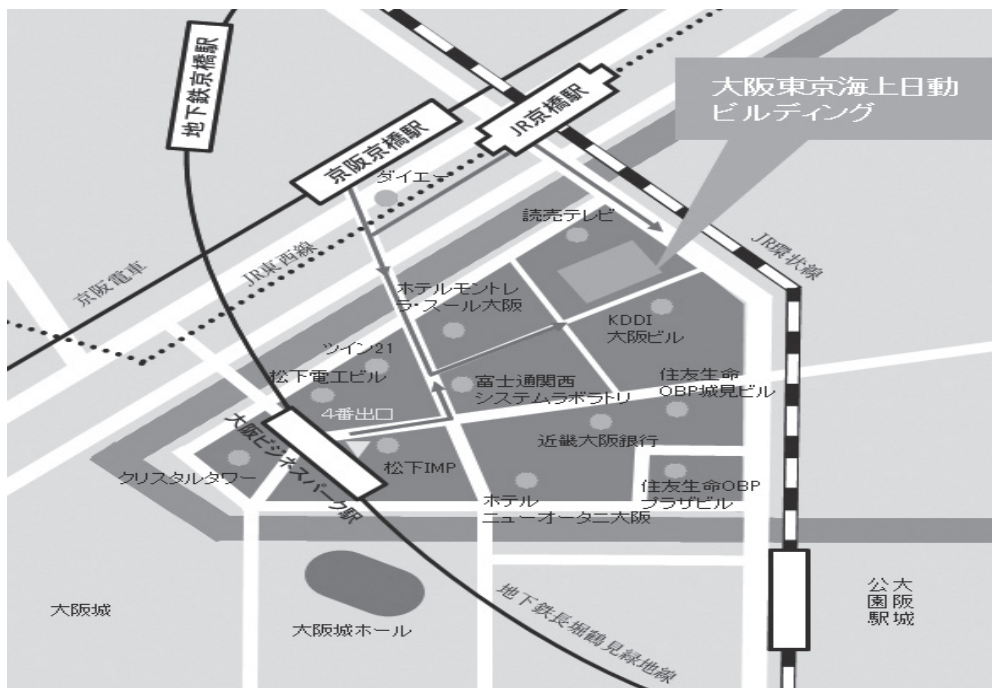 地下鉄京橋駅
京阪京橋駅
JR京橋駅
大阪東京海上日動
ビルディング
ダイエー
読売テレビ
京阪電車
JR東西線
JR環状線
ホテルモントレ
ラ・スール大阪
KDDI
大阪ビル
ツイン21
松下電工ビル
富士通関西
システムラボラトリ
住友生命
OBP城見ビル
4番出口
近畿大阪銀行
大阪ビジネスパーク駅
クリスタルタワー
松下IMP
ホテル
ニューオータニ大阪
住友生命OBP
プラザビル
大阪城
大阪城ホール
地下鉄長堀鶴見緑地線
大阪城
公園駅